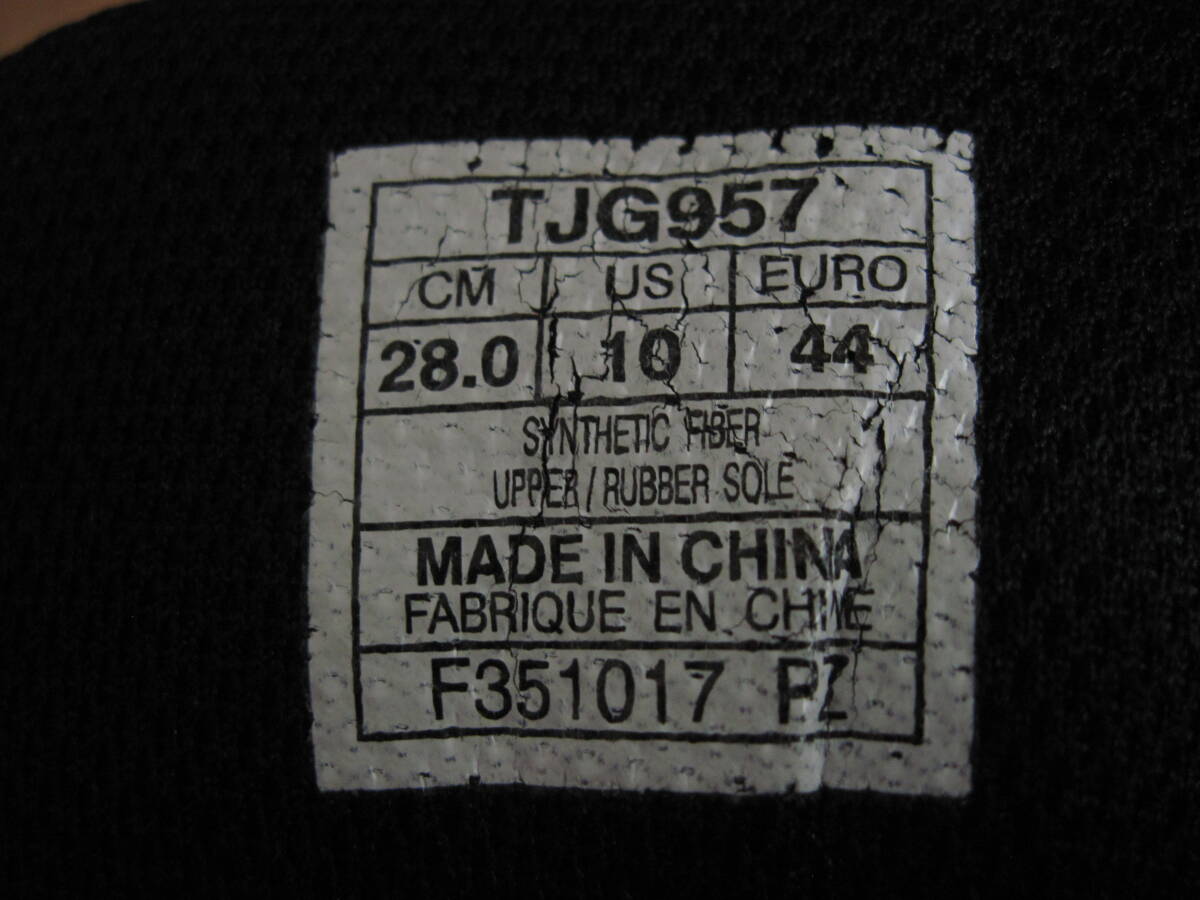 TJG957
CM US EURO
28.0 10 44
SYNTHETIC FIBER
UPPER / RUBBER SOLE
MADE IN CHINA
FABRIQUE EN CHINE
F351017 PZ